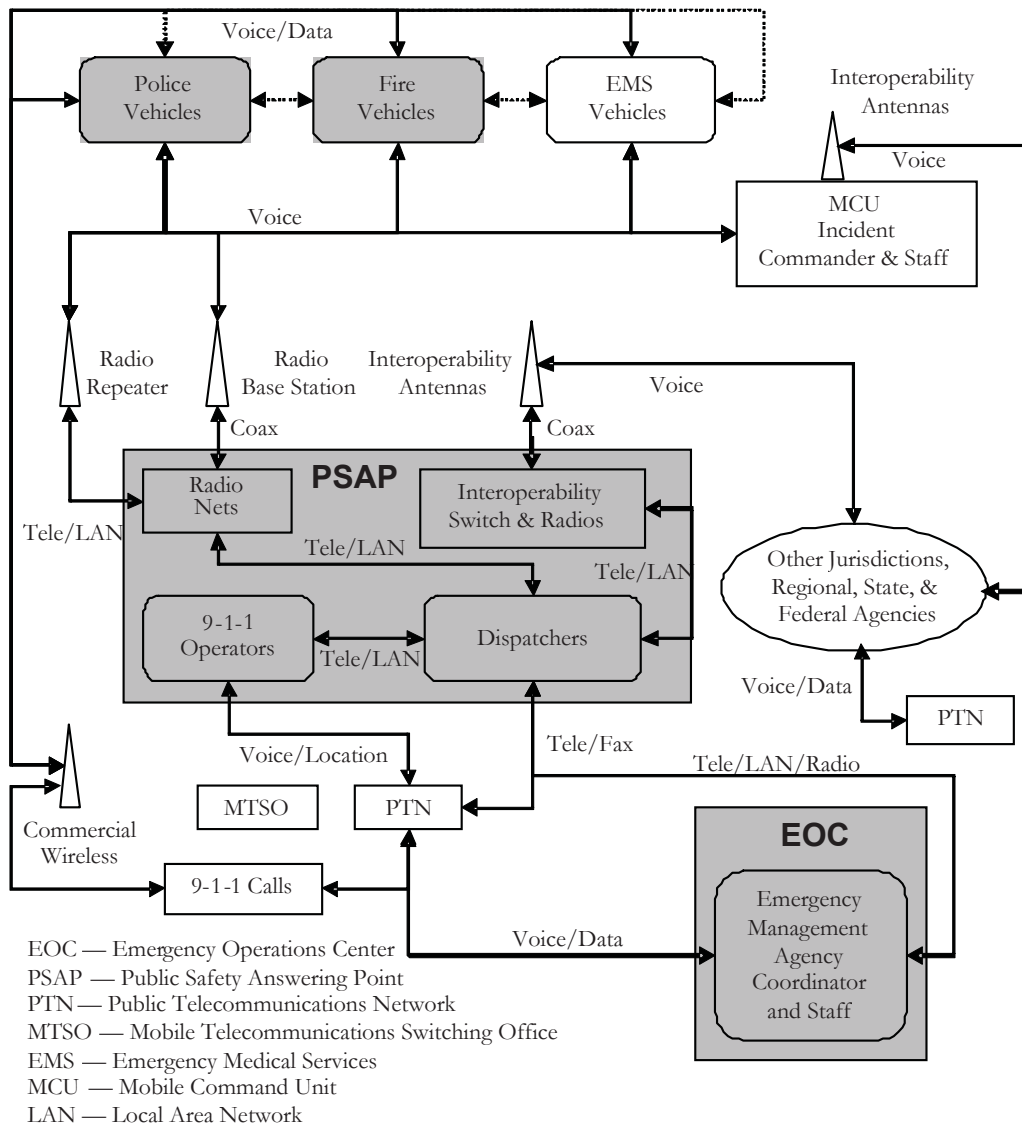 Voice/Data
Police
Vehicles
Fire
Vehicles
EMS
Vehicles
Interoperability
Antennas
Voice
MCU
Incident
Commander & Staff
Voice
Radio
Repeater
Radio
Base Station
Interoperability
Antennas
Voice
Coax
Coax
PSAP
Radio
Nets
Interoperability
Switch & Radios
Tele/LAN
Tele/LAN
Tele/LAN
Other Jurisdictions,
Regional, State, &
Federal Agencies
9-1-1
Operators
Tele/LAN
Dispatchers
Voice/Data
PTN
Voice/Location
Tele/Fax
Tele/LAN/Radio
MTSO
PTN
Commercial
Wireless
EOC
9-1-1 Calls
Emergency
Management
Agency
Coordinator
and Staff
Voice/Data
EOC — Emergency Operations Center
PSAP — Public Safety Answering Point
PTN — Public Telecommunications Network
MTSO — Mobile Telecommunications Switching Office
EMS — Emergency Medical Services
MCU — Mobile Command Unit
LAN — Local Area Network